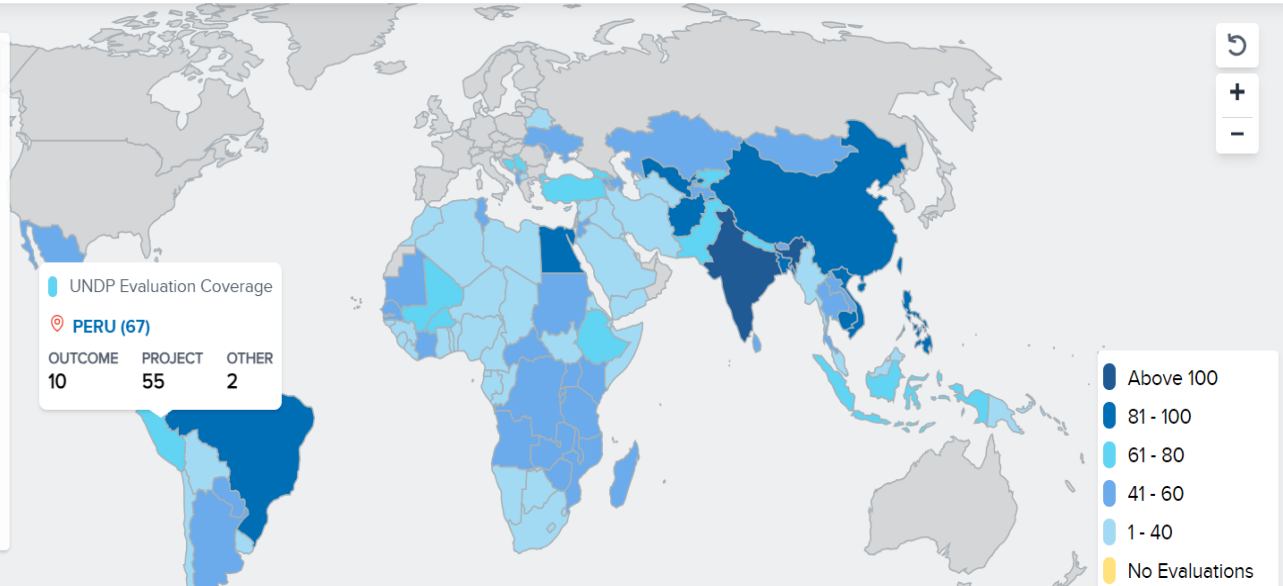 UNDP Evaluation Coverage
PERU (67)
OUTCOME PROJECT OTHER
10 55 2
+
−
Above 100
81 - 100
61 - 80
41 - 60
1 - 40
No Evaluations